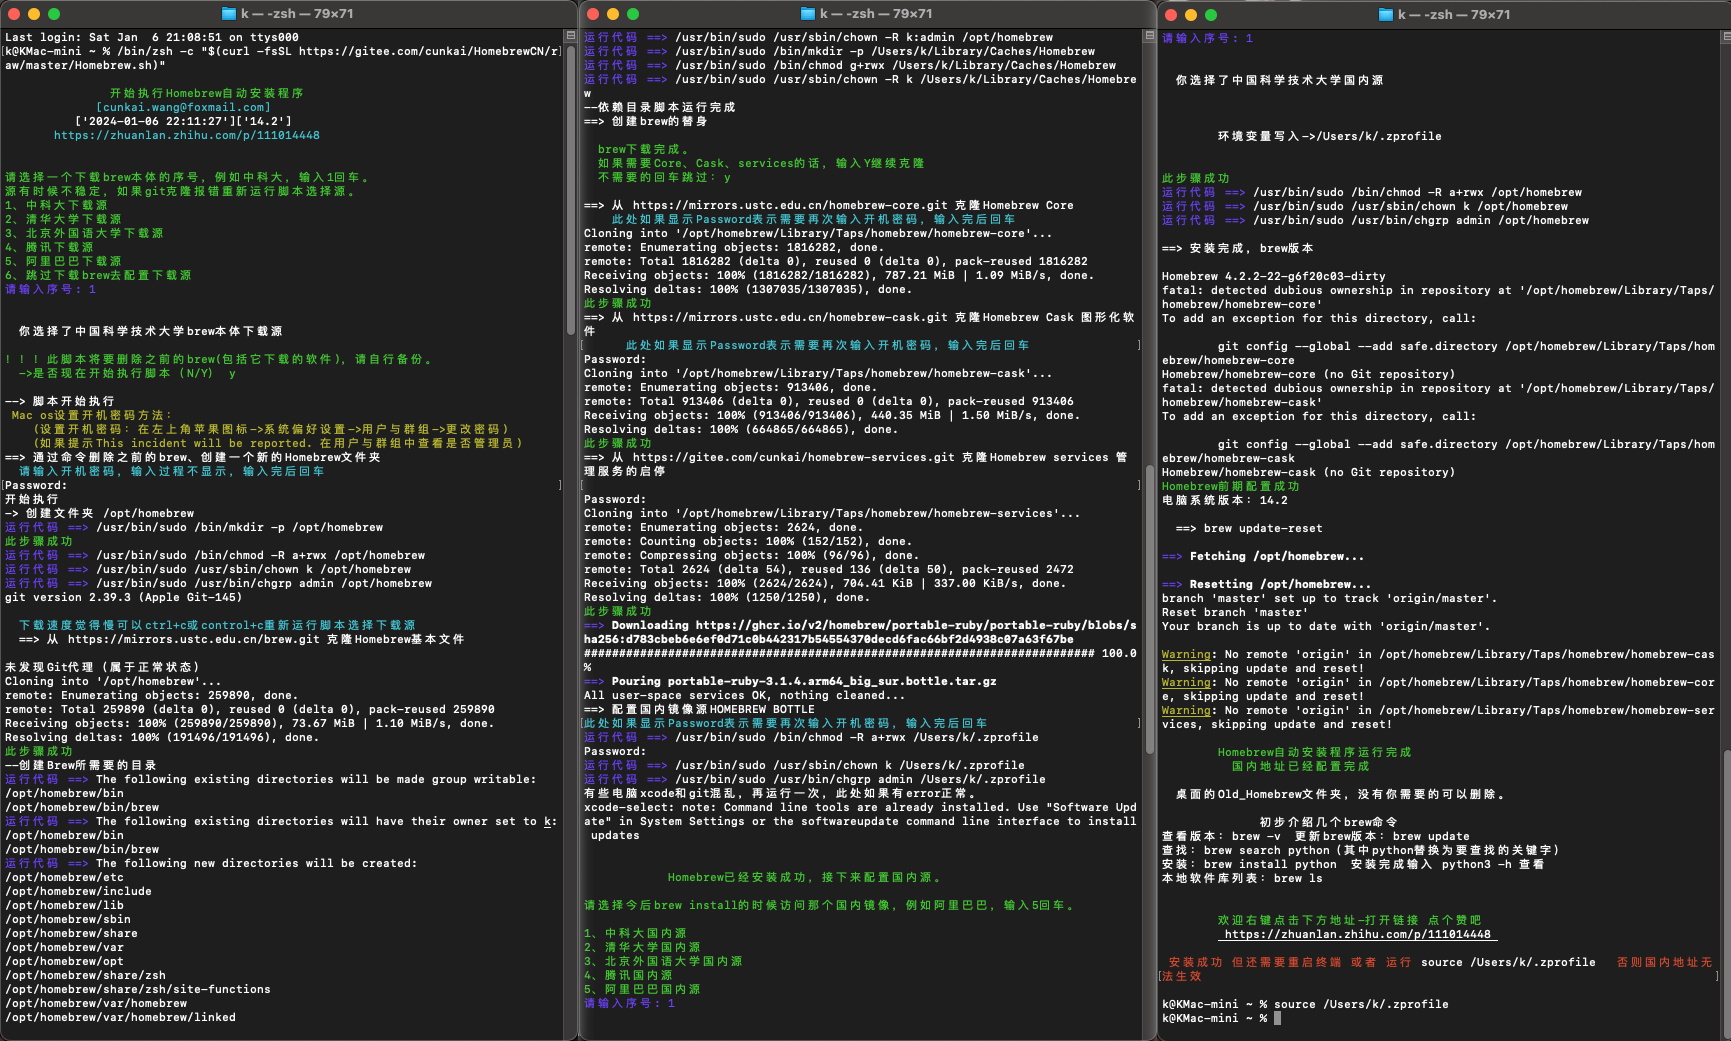 k — -zsh — 79×71
Last login: Sat Jan  6 21:08:51 on ttys000
[k@KMac-mini ~ % /bin/zsh -c "$(curl -fsSL https://gitee.com/cunkai/HomebrewCN/r]
aw/master/Homebrew.sh)"
开始执行Homebrew自动安装程序
[cunkai.wang@foxmail.com]
['2024-01-06 22:11:27']['14.2']
https://zhuanlan.zhihu.com/p/111014448
请选择一个下载brew本体的序号，例如中科大，输入1回车。
源有时候不稳定，如果git克隆报错重新运行脚本选择源。
1、中科大下载源
2、清华大学下载源
3、北京外国语大学下载源
4、腾讯下载源
5、阿里巴巴下载源
6、跳过下载brew去配置下载源
请输入序号: 1
你选择了中国科学技术大学brew本体下载源
！！！此脚本将要删除之前的brew(包括它下载的软件)，请自行备份。
->是否现在开始执行脚本（N/Y） y
--> 脚本开始执行
Mac os设置开机密码方法：
(设置开机密码：在左上角苹果图标->系统偏好设置->用户与群组->更改密码)
(如果提示This incident will be reported. 在用户与群组中查看是否管理员)
==> 通过命令删除之前的brew、创建一个新的Homebrew文件夹
请输入开机密码，输入过程不显示，输入完后回车
[Password: ]
开始执行
-> 创建文件夹 /opt/homebrew
运行代码 ==> /usr/bin/sudo /bin/mkdir -p /opt/homebrew
此步骤成功
运行代码 ==> /usr/bin/sudo /bin/chmod -R a+rwx /opt/homebrew
运行代码 ==> /usr/bin/sudo /usr/sbin/chown k /opt/homebrew
运行代码 ==> /usr/bin/sudo /usr/bin/chgrp admin /opt/homebrew
git version 2.39.3 (Apple Git-145)
下载速度觉得慢可以ctrl+c或control+c重新运行脚本选择下载源
==> 从 https://mirrors.ustc.edu.cn/brew.git 克隆Homebrew基本文件
未发现Git代理（属于正常状态）
Cloning into '/opt/homebrew'...
remote: Enumerating objects: 259890, done.
remote: Total 259890 (delta 0), reused 0 (delta 0), pack-reused 259890
Receiving objects: 100% (259890/259890), 73.67 MiB | 1.10 MiB/s, done.
Resolving deltas: 100% (191496/191496), done.
此步骤成功
--创建Brew所需要的目录
运行代码 ==> The following existing directories will be made group writable:
/opt/homebrew/bin
/opt/homebrew/bin/brew
运行代码 ==> The following existing directories will have their owner set to k:
/opt/homebrew/bin
/opt/homebrew/bin/brew
运行代码 ==> The following new directories will be created:
/opt/homebrew/etc
/opt/homebrew/include
/opt/homebrew/lib
/opt/homebrew/sbin
/opt/homebrew/share
/opt/homebrew/var
/opt/homebrew/opt
/opt/homebrew/share/zsh
/opt/homebrew/share/zsh/site-functions
/opt/homebrew/var/homebrew
/opt/homebrew/var/homebrew/linked
k — -zsh — 79×71
运行代码 ==> /usr/bin/sudo /usr/sbin/chown -R k:admin /opt/homebrew
运行代码 ==> /usr/bin/sudo /bin/mkdir -p /Users/k/Library/Caches/Homebrew
运行代码 ==> /usr/bin/sudo /bin/chmod g+rwx /Users/k/Library/Caches/Homebrew
运行代码 ==> /usr/bin/sudo /usr/sbin/chown -R k /Users/k/Library/Caches/Homebre
w
--依赖目录脚本运行完成
==> 创建brew的替身
brew下载完成。
如果需要Core、Cask、services的话，输入Y继续克隆
不需要的回车跳过：y
==> 从 https://mirrors.ustc.edu.cn/homebrew-core.git 克隆Homebrew Core
此处如果显示Password表示需要再次输入开机密码，输入完后回车
Cloning into '/opt/homebrew/Library/Taps/homebrew/homebrew-core'...
remote: Enumerating objects: 1816282, done.
remote: Total 1816282 (delta 0), reused 0 (delta 0), pack-reused 1816282
Receiving objects: 100% (1816282/1816282), 787.21 MiB | 1.09 MiB/s, done.
Resolving deltas: 100% (1307035/1307035), done.
此步骤成功
==> 从 https://mirrors.ustc.edu.cn/homebrew-cask.git 克隆Homebrew Cask 图形化软
件
[ 此处如果显示Password表示需要再次输入开机密码，输入完后回车 ]
Password:
Cloning into '/opt/homebrew/Library/Taps/homebrew/homebrew-cask'...
remote: Enumerating objects: 913406, done.
remote: Total 913406 (delta 0), reused 0 (delta 0), pack-reused 913406
Receiving objects: 100% (913406/913406), 440.35 MiB | 1.50 MiB/s, done.
Resolving deltas: 100% (664865/664865), done.
此步骤成功
==> 从 https://gitee.com/cunkai/homebrew-services.git 克隆Homebrew services 管
理服务的启停
[ ]
Password:
Cloning into '/opt/homebrew/Library/Taps/homebrew/homebrew-services'...
remote: Enumerating objects: 2624, done.
remote: Counting objects: 100% (152/152), done.
remote: Compressing objects: 100% (96/96), done.
remote: Total 2624 (delta 54), reused 136 (delta 50), pack-reused 2472
Receiving objects: 100% (2624/2624), 704.41 KiB | 337.00 KiB/s, done.
Resolving deltas: 100% (1250/1250), done.
此步骤成功
==> Downloading https://ghcr.io/v2/homebrew/portable-ruby/portable-ruby/blobs/s
ha256:d783cbeb6e6ef0d71c0b442317b54554370decd6fac66bf2d4938c07a63f67be
######################################################################### 100.0
%
==> Pouring portable-ruby-3.1.4.arm64_big_sur.bottle.tar.gz
All user-space services OK, nothing cleaned...
==> 配置国内镜像源HOMEBREW BOTTLE
[此处如果显示Password表示需要再次输入开机密码，输入完后回车 ]
运行代码 ==> /usr/bin/sudo /bin/chmod -R a+rwx /Users/k/.zprofile
Password:
运行代码 ==> /usr/bin/sudo /usr/sbin/chown k /Users/k/.zprofile
运行代码 ==> /usr/bin/sudo /usr/bin/chgrp admin /Users/k/.zprofile
有些电脑xcode和git混乱，再运行一次，此处如果有error正常。
xcode-select: note: Command line tools are already installed. Use "Software Upd
ate" in System Settings or the softwareupdate command line interface to install
updates
Homebrew已经安装成功，接下来配置国内源。
请选择今后brew install的时候访问那个国内镜像，例如阿里巴巴，输入5回车。
1、中科大国内源
2、清华大学国内源
3、北京外国语大学国内源
4、腾讯国内源
5、阿里巴巴国内源
请输入序号: 1
k — -zsh — 79×71
请输入序号: 1
你选择了中国科学技术大学国内源
环境变量写入->/Users/k/.zprofile
此步骤成功
运行代码 ==> /usr/bin/sudo /bin/chmod -R a+rwx /opt/homebrew
运行代码 ==> /usr/bin/sudo /usr/sbin/chown k /opt/homebrew
运行代码 ==> /usr/bin/sudo /usr/bin/chgrp admin /opt/homebrew
==> 安装完成，brew版本
Homebrew 4.2.2-22-g6f20c03-dirty
fatal: detected dubious ownership in repository at '/opt/homebrew/Library/Taps/
homebrew/homebrew-core'
To add an exception for this directory, call:
git config --global --add safe.directory /opt/homebrew/Library/Taps/hom
ebrew/homebrew-core
Homebrew/homebrew-core (no Git repository)
fatal: detected dubious ownership in repository at '/opt/homebrew/Library/Taps/
homebrew/homebrew-cask'
To add an exception for this directory, call:
git config --global --add safe.directory /opt/homebrew/Library/Taps/hom
ebrew/homebrew-cask
Homebrew/homebrew-cask (no Git repository)
Homebrew前期配置成功
电脑系统版本：14.2
==> brew update-reset
==> Fetching /opt/homebrew...
==> Resetting /opt/homebrew...
branch 'master' set up to track 'origin/master'.
Reset branch 'master'
Your branch is up to date with 'origin/master'.
Warning: No remote 'origin' in /opt/homebrew/Library/Taps/homebrew/homebrew-cas
k, skipping update and reset!
Warning: No remote 'origin' in /opt/homebrew/Library/Taps/homebrew/homebrew-cor
e, skipping update and reset!
Warning: No remote 'origin' in /opt/homebrew/Library/Taps/homebrew/homebrew-ser
vices, skipping update and reset!
Homebrew自动安装程序运行完成
国内地址已经配置完成
桌面的Old_Homebrew文件夹，没有你需要的可以删除。
初步介绍几个brew命令
查看版本：brew -v  更新brew版本：brew update
查找：brew search python（其中python替换为要查找的关键字）
安装：brew install python  安装完成输入 python3 -h 查看
本地软件库列表：brew ls
欢迎右键点击下方地址-打开链接 点个赞吧
https://zhuanlan.zhihu.com/p/111014448
安装成功 但还需要重启终端 或者 运行 source /Users/k/.zprofile  否则国内地址无
[法生效 ]
k@KMac-mini ~ % source /Users/k/.zprofile
k@KMac-mini ~ %